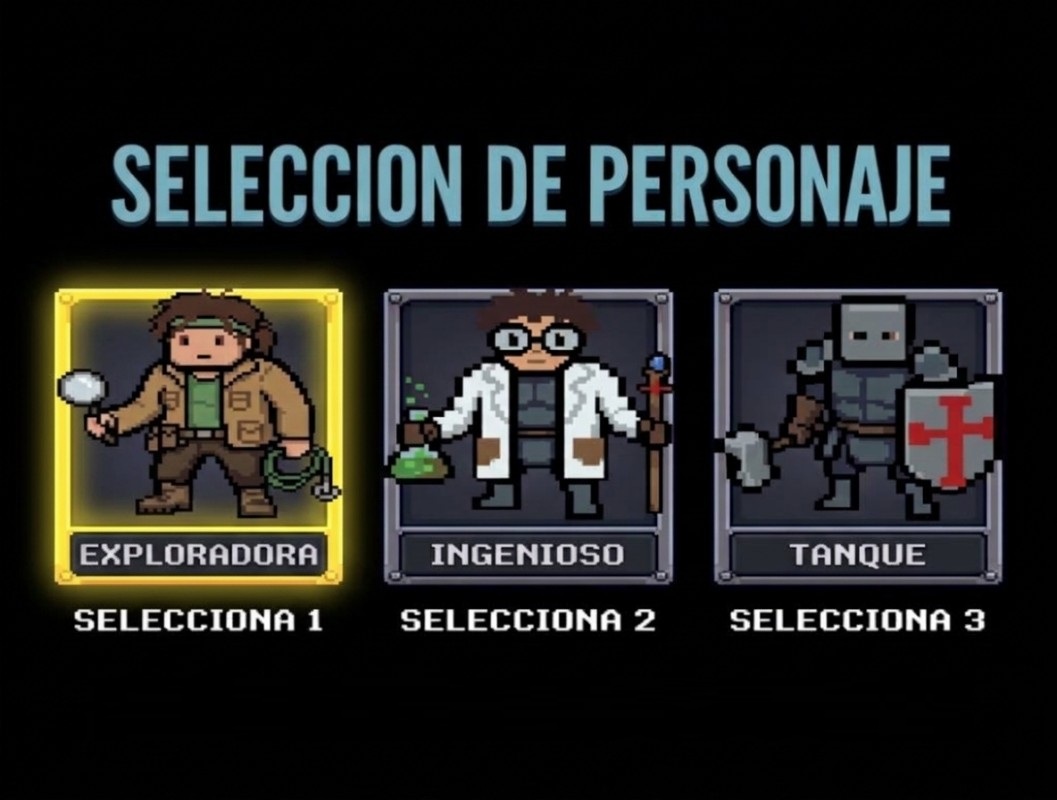 SELECCION DE PERSONAJE
EXPLORADORA
INGENIOSO
TANQUE
SELECCIONA 1
SELECCIONA 2
SELECCIONA 3